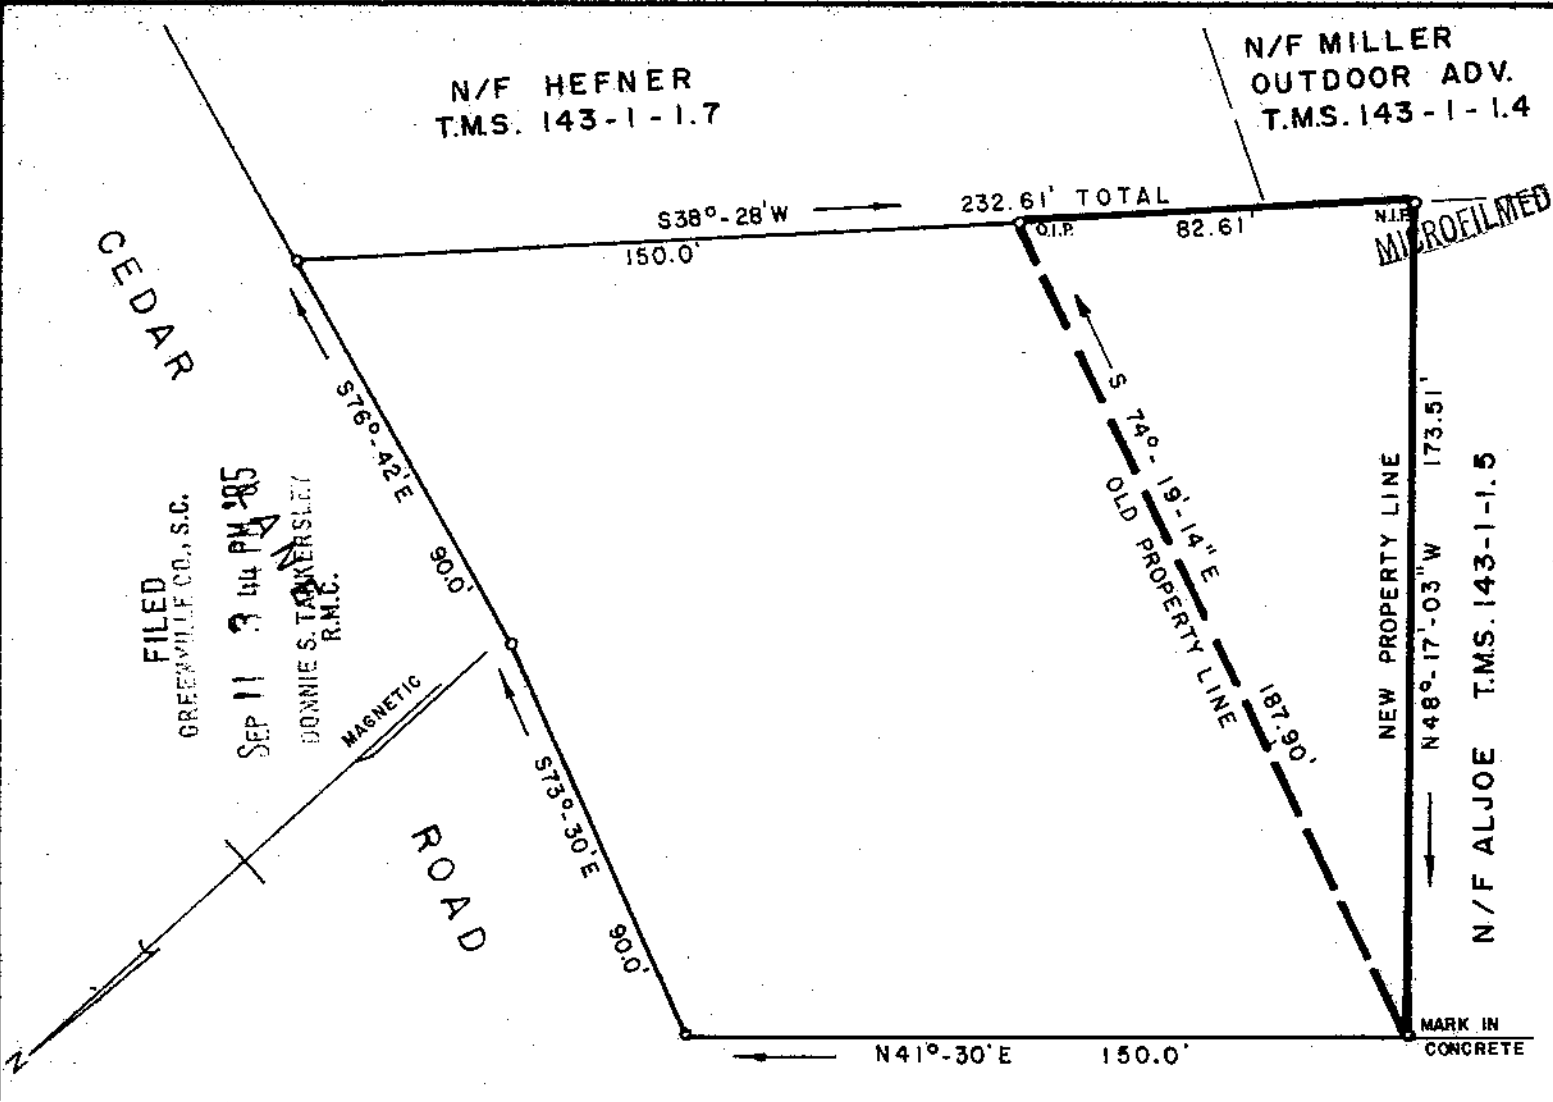 N/F HEFNER
T.M.S. 143-1-1.7
N/F MILLER
OUTDOOR ADV.
T.M.S. 143-1-1.4
S38°-28'W
150.0'
232.61' TOTAL
O.I.P.
82.61'
N.I.P.
MICROFILMED
CEDAR
LANE
ROAD
S76°-42'E
90.0'
S73°-30'E
90.0'
FILED
GREENVILLE CO., S.C.
SEP 11 3 44 PM '85
DONNIE S. TANKERSLEY
R.M.C.
MAGNETIC
N
S 74°-19'-14" E
187.90'
OLD PROPERTY LINE
NEW PROPERTY LINE
N48°-17'-03"W 173.51'
N/F ALJOE T.M.S. 143-1-1.5
N41°-30'E 150.0'
MARK IN
CONCRETE